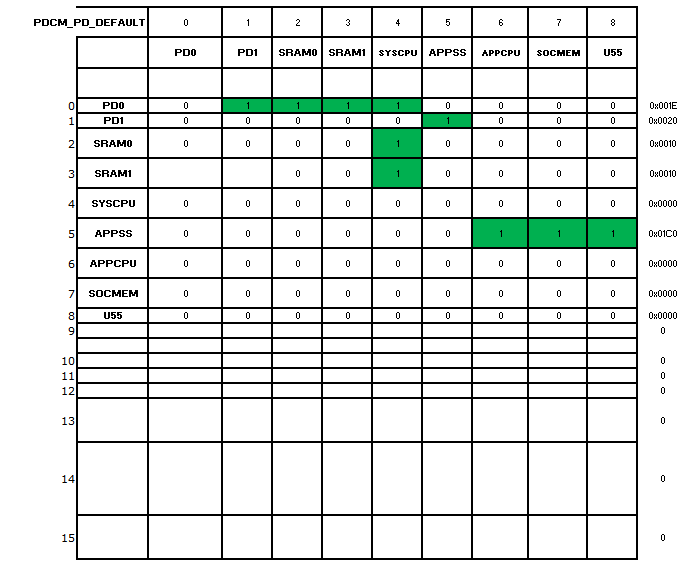 PDCM_PD_DEFAULT 0 1 2 3 4 5 6 7 8
PD0 PD1 SRAM0 SRAM1 SYSCPU APPSS APPCPU SOCMEM U55
0 PD0 0 1 1 1 1 0 0 0 0 0x001E
1 PD1 0 0 0 0 0 1 0 0 0 0x0020
2 SRAM0 0 0 0 0 1 0 0 0 0 0x0010
3 SRAM1 0 0 1 0 0 0 0 0x0010
4 SYSCPU 0 0 0 0 0 0 0 0 0 0x0000
5 APPSS 0 0 0 0 0 0 1 1 1 0x01C0
6 APPCPU 0 0 0 0 0 0 0 0 0 0x0000
7 SOCMEM 0 0 0 0 0 0 0 0 0 0x0000
8 U55 0 0 0 0 0 0 0 0 0 0x0000
9 0
10 0
11 0
12 0
13 0
14 0
15 0